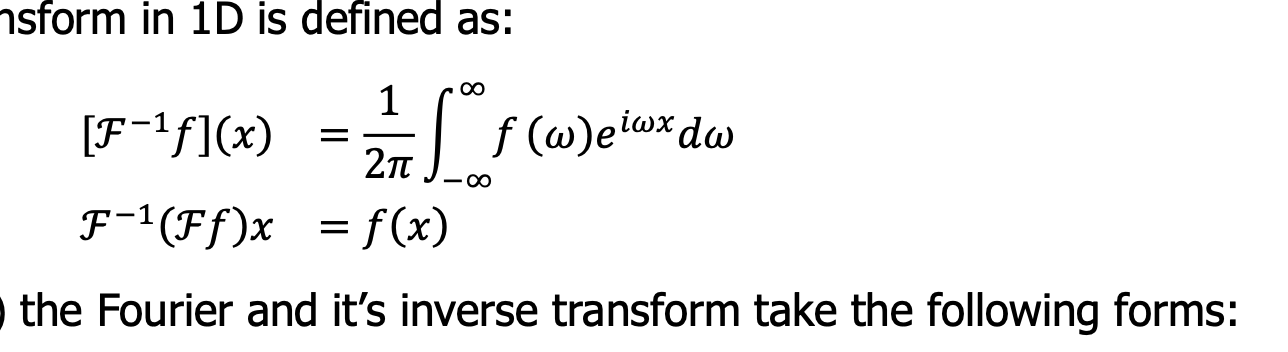 nsform in 1D is defined as:
[ℱ⁻¹f](x) = 1/2π ∫_{-∞}^{∞} f (ω)e^{iωx}dω
ℱ⁻¹(ℱf)x = f(x)
) the Fourier and it's inverse transform take the following forms: